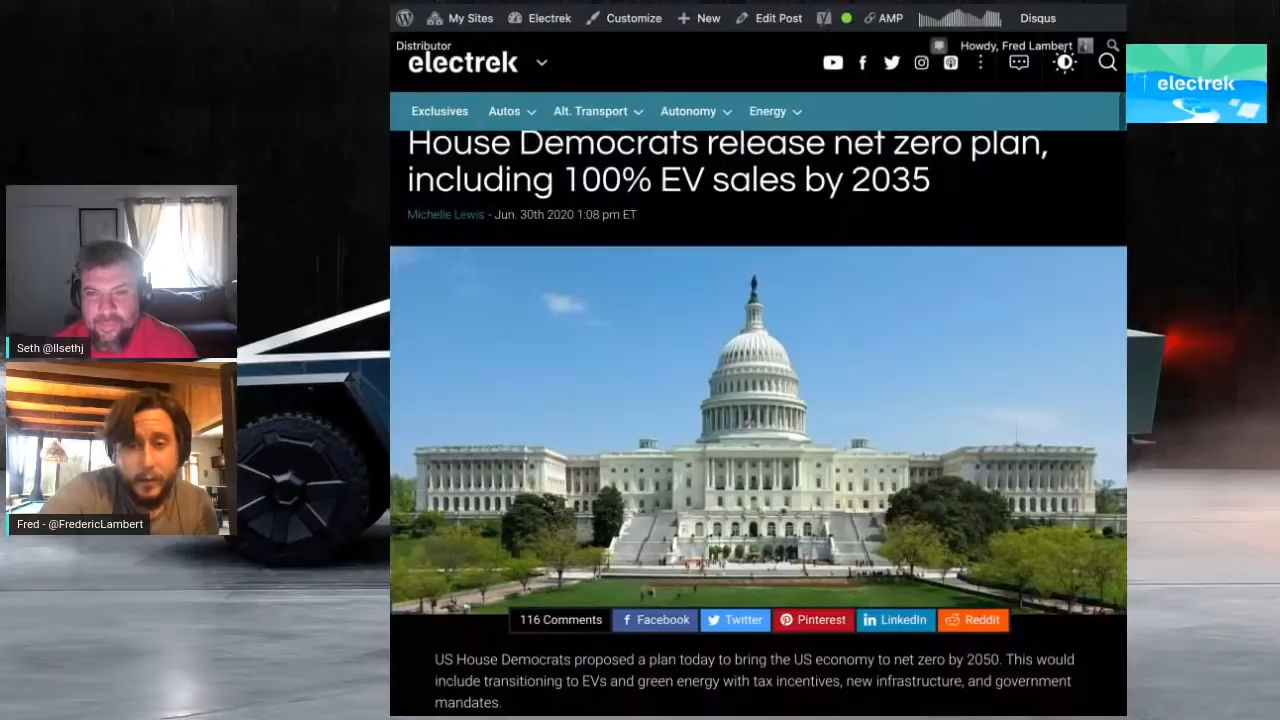 My Sites Electrek Customize New Edit Post AMP Disqus
Distributor Howdy, Fred Lambert
electrek
electrek
Exclusives Autos Alt. Transport Autonomy Energy
House Democrats release net zero plan,
including 100% EV sales by 2035
Michelle Lewis - Jun. 30th 2020 1:08 pm ET
Seth @llsethj
Fred - @FredericLambert
116 Comments Facebook Twitter Pinterest LinkedIn Reddit
US House Democrats proposed a plan today to bring the US economy to net zero by 2050. This would
include transitioning to EVs and green energy with tax incentives, new infrastructure, and government
mandates.